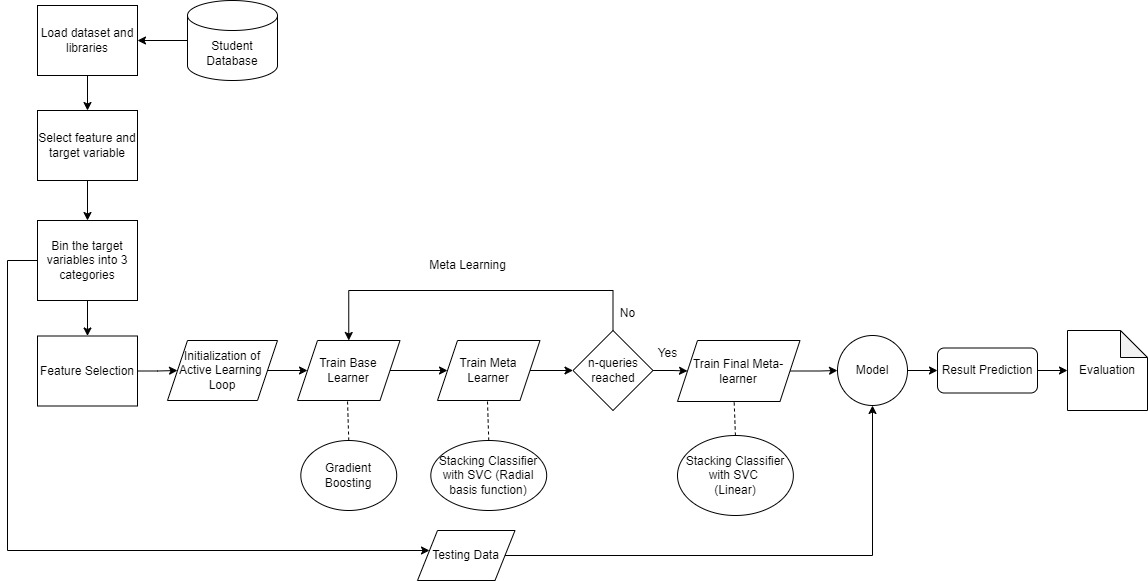 Load dataset and
libraries
Student
Database
Select feature and
target variable
Bin the target
variables into 3
categories
Meta Learning
No
Feature Selection
Initialization of
Active Learning
Loop
Train Base
Learner
Train Meta
Learner
n-queries
reached
Yes
Train Final Meta-
learner
Model
Result Prediction
Evaluation
Gradient
Boosting
Stacking Classifier
with SVC (Radial
basis function)
Stacking Classifier
with SVC
(Linear)
Testing Data